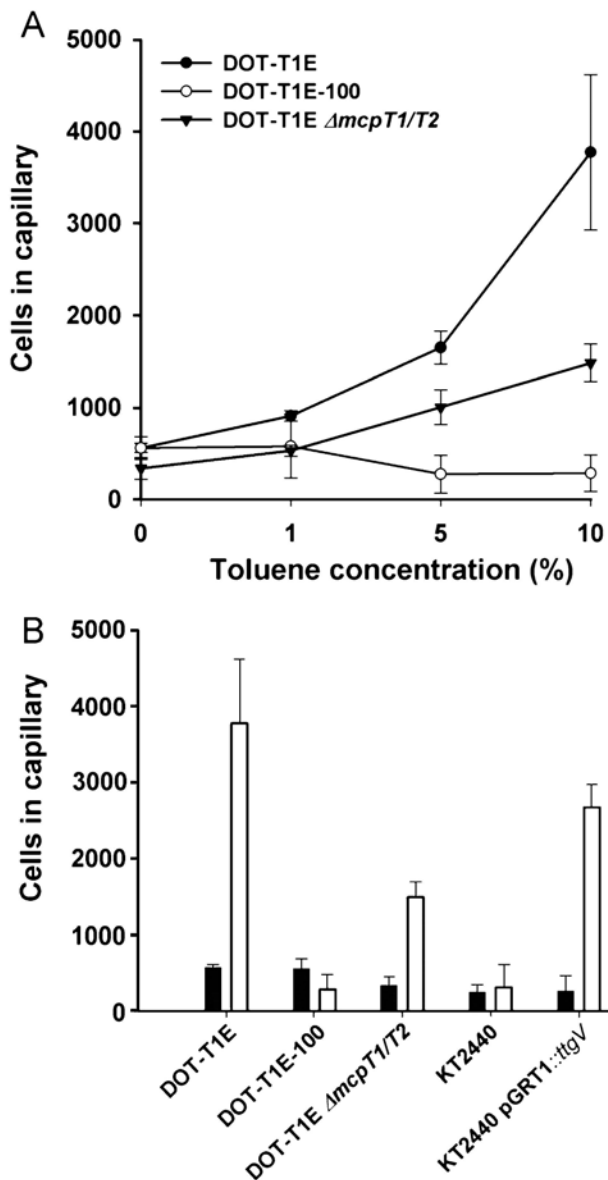 A
5000
DOT-T1E
DOT-T1E-100
DOT-T1E ΔmcpT1/T2
4000
3000
2000
1000
0
Cells in capillary
0 1 5 10
Toluene concentration (%)
B
5000
4000
3000
2000
1000
0
Cells in capillary
DOT-T1E
DOT-T1E-100
DOT-T1E ΔmcpT1/T2
KT2440
KT2440 pGRT1::ttgV